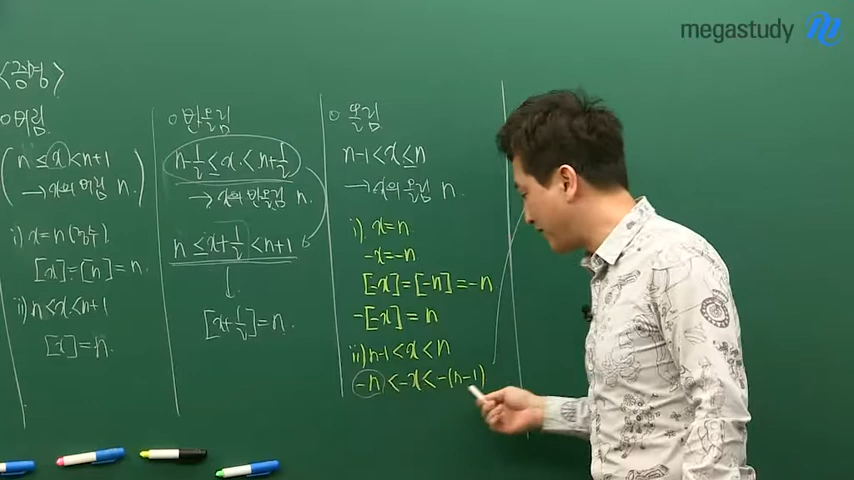 megastudy
<증명>
○ 버림
(n ≤ x < n+1)
→ x의 버림 n.
i) x = n (정수)
[x] = [n] = n.
ii) n < x < n+1
[x] = n.
○ 반올림
n-1/2 ≤ x < n+1/2
→ x의 반올림 n.
n ≤ x+1/2 < n+1
↓
[x+1/2] = n.
○ 올림
n-1 < x ≤ n
→ x의 올림 n.
i) x = n
-x = -n
[-x] = [-n] = -n
-[-x] = n
ii) n-1 < x < n
-n < -x < -(n-1)